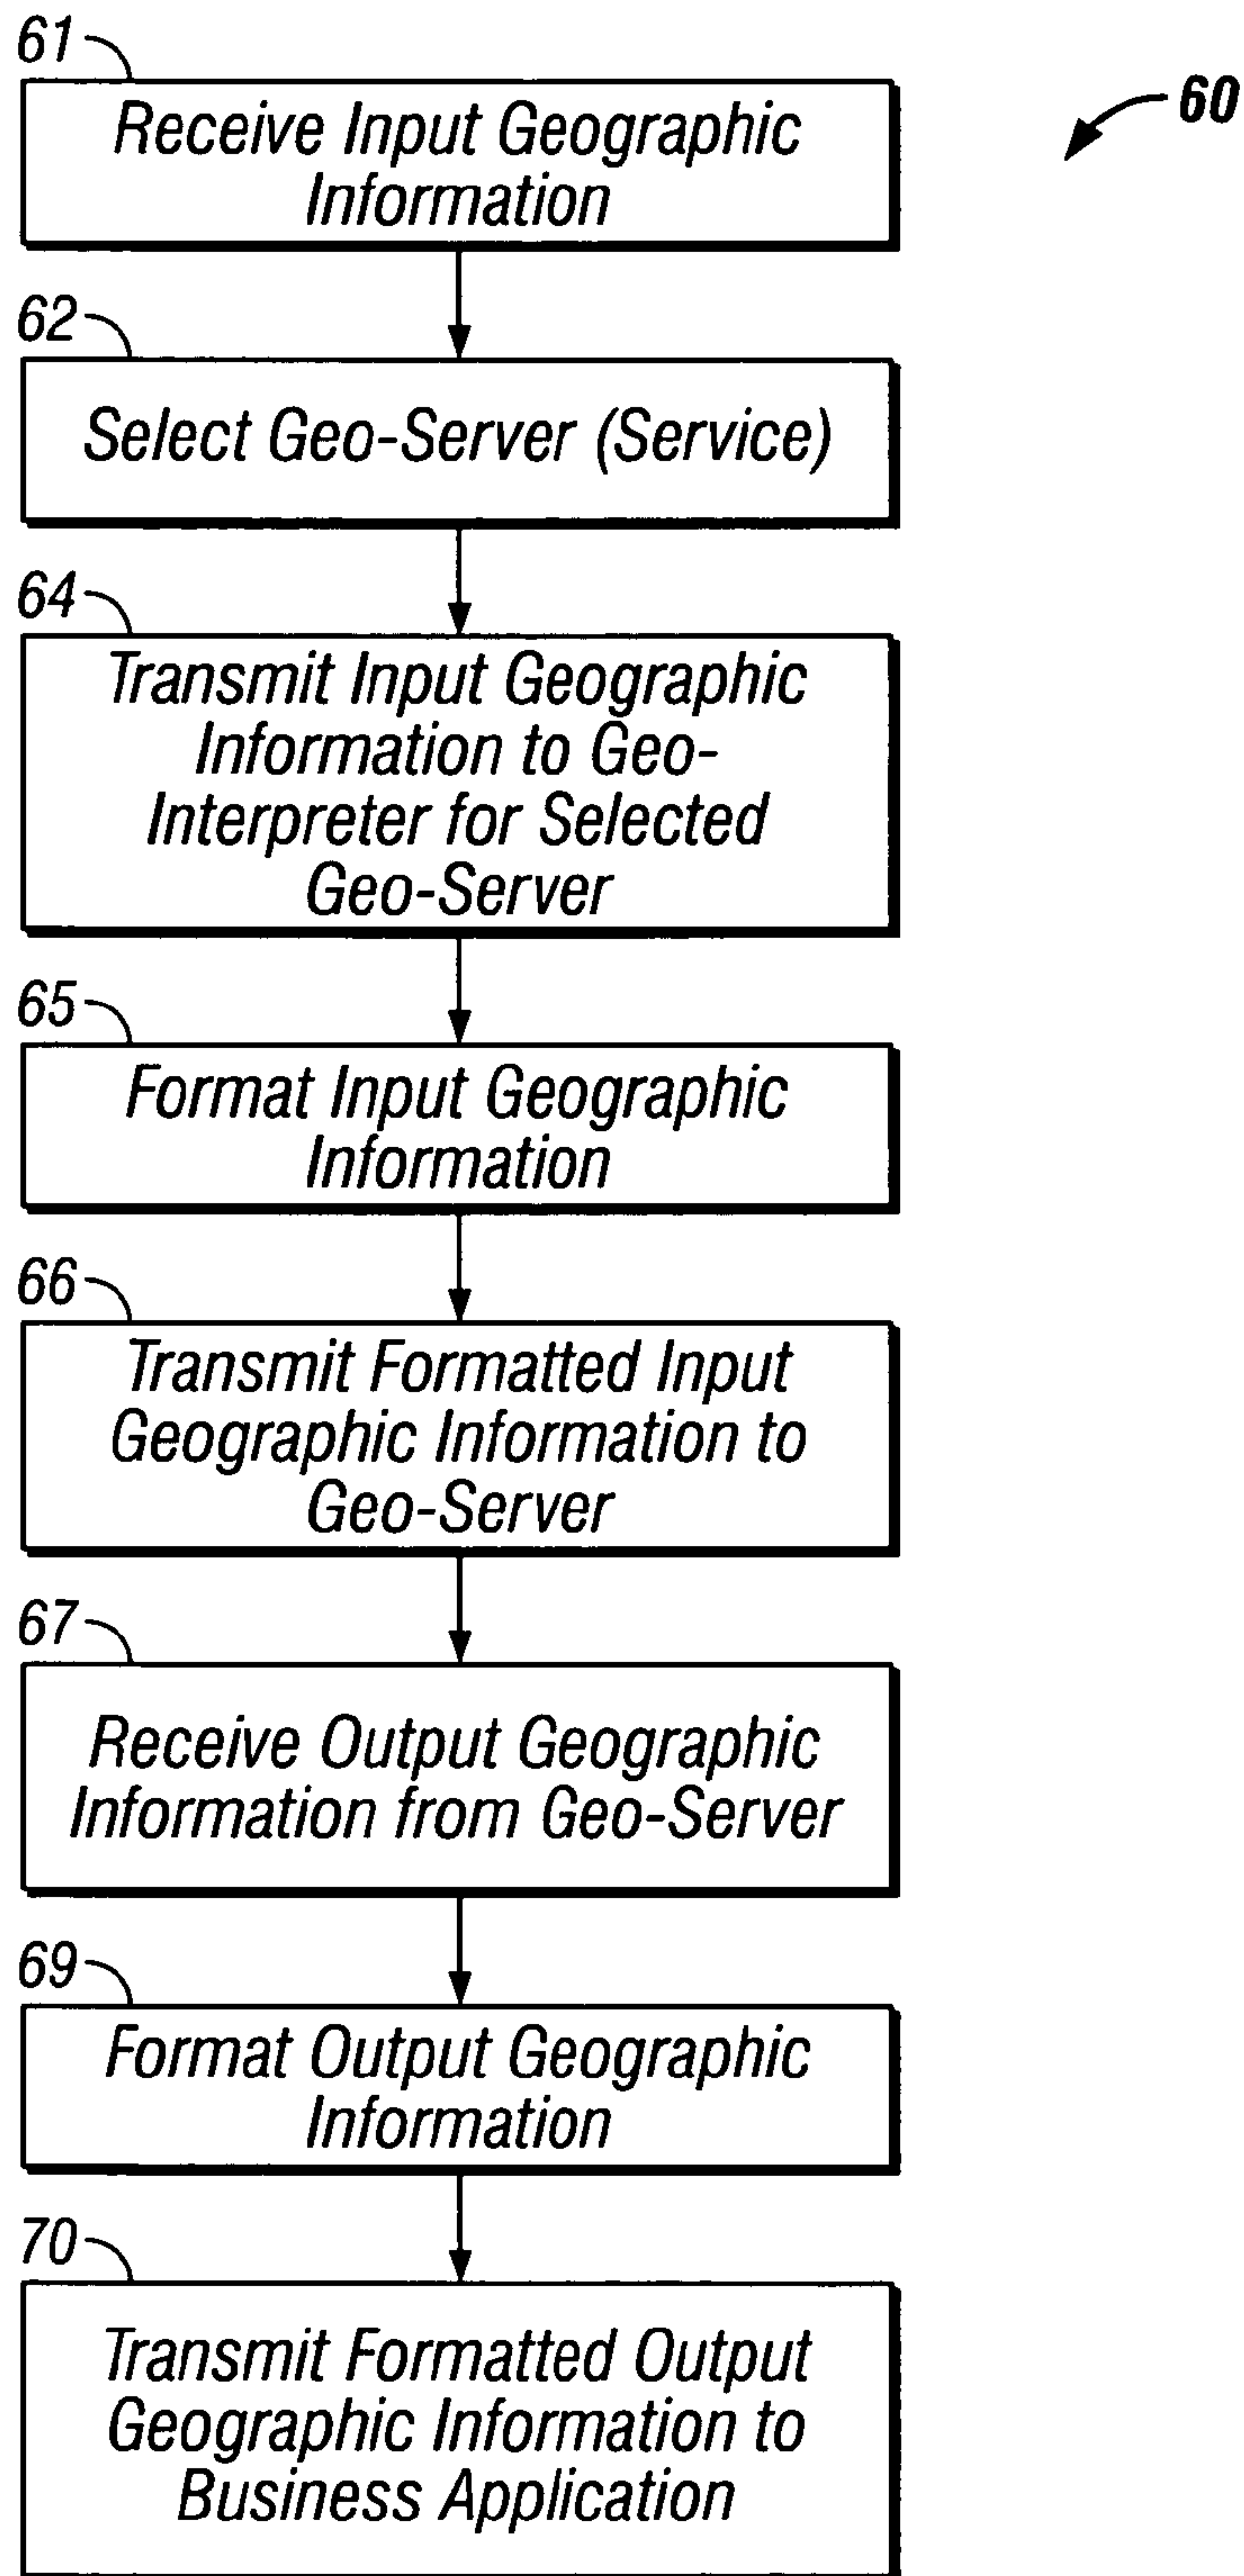 61
60
Receive Input Geographic
Information
62
Select Geo-Server (Service)
64
Transmit Input Geographic
Information to Geo-
Interpreter for Selected
Geo-Server
65
Format Input Geographic
Information
66
Transmit Formatted Input
Geographic Information to
Geo-Server
67
Receive Output Geographic
Information from Geo-Server
69
Format Output Geographic
Information
70
Transmit Formatted Output
Geographic Information to
Business Application